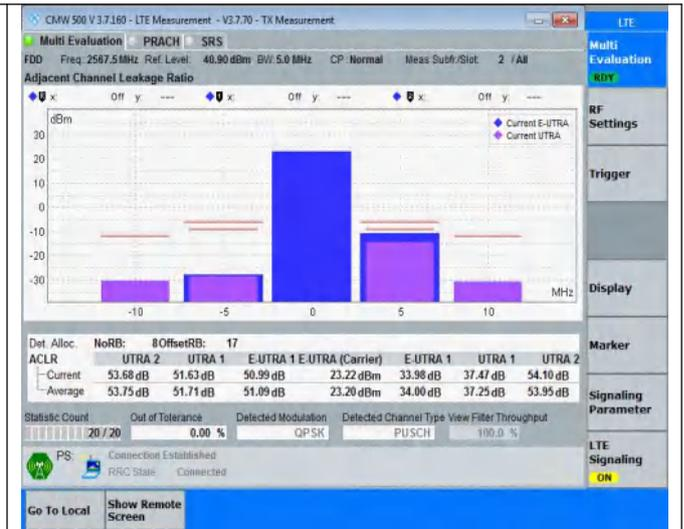 CMW 500 V 3.7.160 - LTE Measurement - V3.7.70 - TX Measurement
LTE
Multi Evaluation PRACH SRS
Multi Evaluation
RDY
FDD Freq.: 2567.5 MHz Ref. Level: 40.90 dBm BW: 5.0 MHz CP: Normal Meas Subfr./Slot: 2 / All
Adjacent Channel Leakage Ratio
x: Off y: --- x: Off y: --- x: Off y: ---
RF Settings
dBm
Current E-UTRA
Current UTRA
30
20
10
0
-10
-20
-30
MHz
-10 -5 0 5 10
Trigger
Display
Marker
Signaling Parameter
LTE Signaling
ON
Det. Alloc. NoRB: 8 OffsetRB: 17
ACLR UTRA 2 UTRA 1 E-UTRA 1 E-UTRA (Carrier) E-UTRA 1 UTRA 1 UTRA 2
Current 53.68 dB 51.63 dB 50.99 dB 23.22 dBm 33.98 dB 37.47 dB 54.10 dB
Average 53.75 dB 51.71 dB 51.09 dB 23.20 dBm 34.00 dB 37.25 dB 53.95 dB
Statistic Count Out of Tolerance Detected Modulation Detected Channel Type View Filter Throughput
20 / 20 0.00 % QPSK PUSCH 100.0 %
PS: Connection Established
RRC State Connected
Go To Local Show Remote Screen